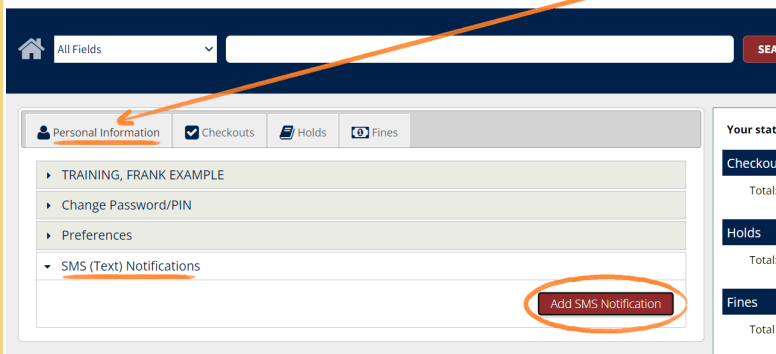 All Fields
SEA
Personal Information
Checkouts
Holds
Fines
TRAINING, FRANK EXAMPLE
Change Password/PIN
Preferences
SMS (Text) Notifications
Add SMS Notification
Your stat
Checkou
Total:
Holds
Total:
Fines
Total